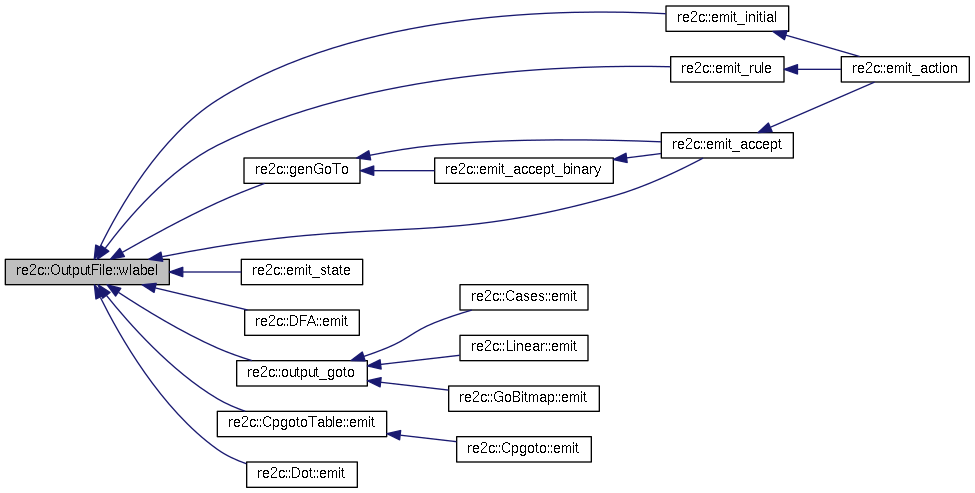 re2c::emit_initial
re2c::emit_rule
re2c::emit_action
re2c::emit_accept
re2c::genGoTo
re2c::emit_accept_binary
re2c::OutputFile::wlabel
re2c::emit_state
re2c::Cases::emit
re2c::DFA::emit
re2c::Linear::emit
re2c::output_goto
re2c::GoBitmap::emit
re2c::CpgotoTable::emit
re2c::Cpgoto::emit
re2c::Dot::emit